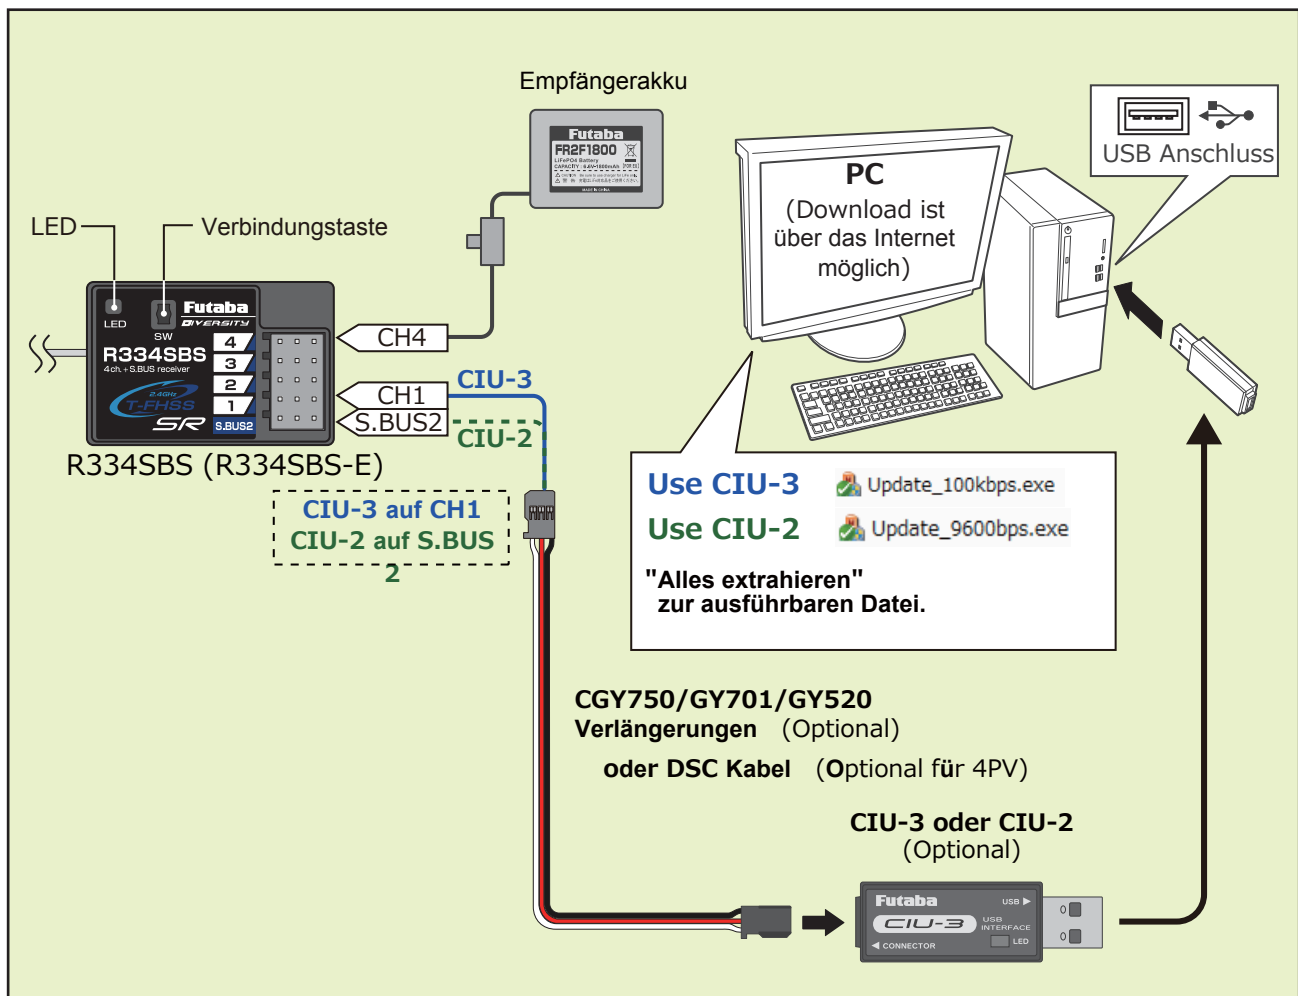 Empfängerakku
Futaba
FR2F1800
LiFePO4 Battery
USB Anschluss
PC
(Download ist
über das Internet
möglich)
LED
Verbindungstaste
LED
SW
Futaba
DIVERSITY
R334SBS
4ch.+S.BUS receiver
2.4GHz
T-FHSS
SR
4
3
2
1
S.BUS2
CH4
CH1
S.BUS2
CIU-3
CIU-2
R334SBS (R334SBS-E)
CIU-3 auf CH1
CIU-2 auf S.BUS
2
Use CIU-3 Update_100kbps.exe
Use CIU-2 Update_9600bps.exe
"Alles extrahieren"
zur ausführbaren Datei.
CGY750/GY701/GY520
Verlängerungen (Optional)
oder DSC Kabel (Optional für 4PV)
CIU-3 oder CIU-2
(Optional)
Futaba
USB ▶
CIU-3
USB
INTERFACE
LED
◀ CONNECTOR